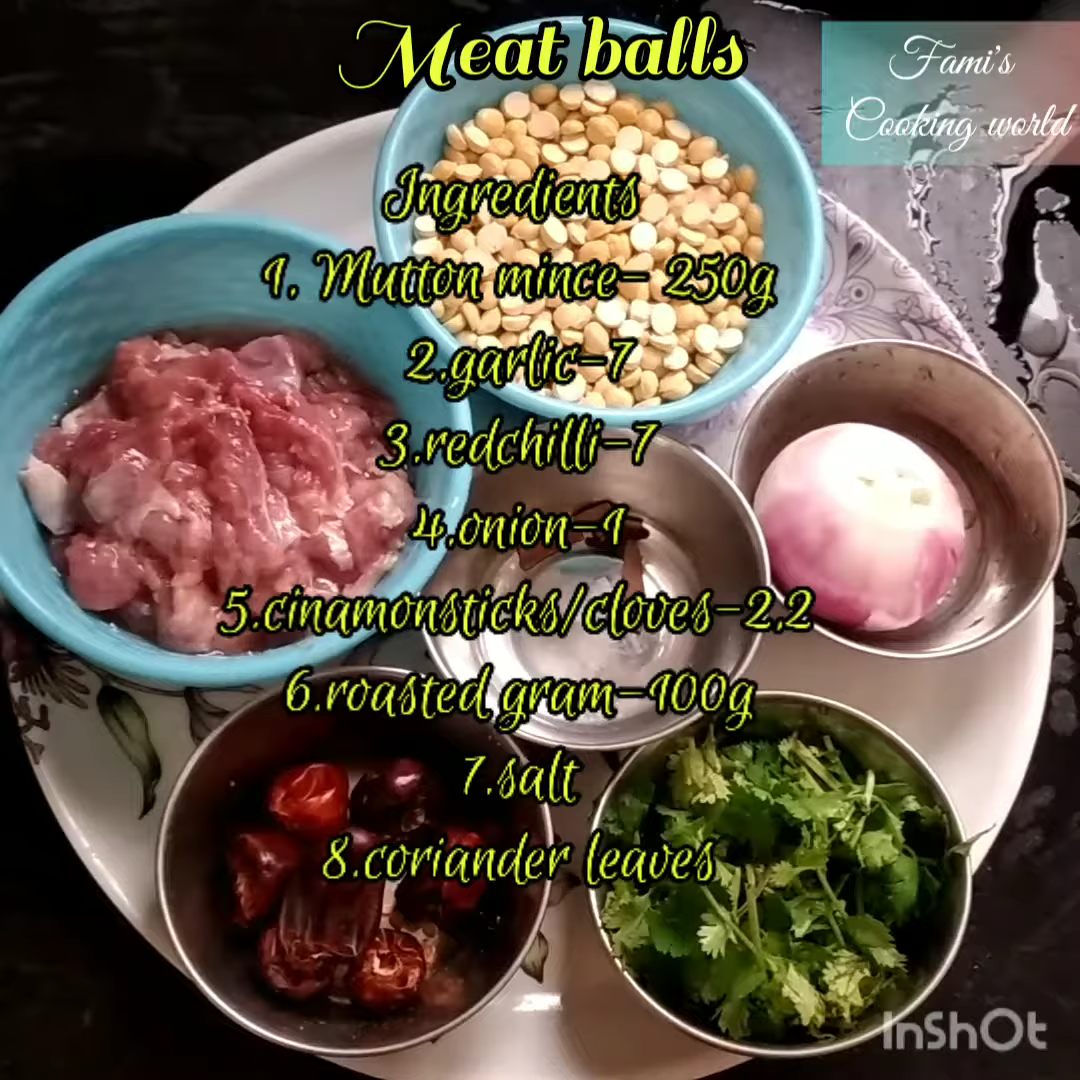 Meat balls
Fami's
Cooking world
Ingredients
1. Mutton mince- 250g
2.garlic-7
3.redchilli-7
4.onion-1
5.cinamonsticks/cloves-2,2
6.roasted gram-100g
7.salt
8.coriander leaves
InShOt